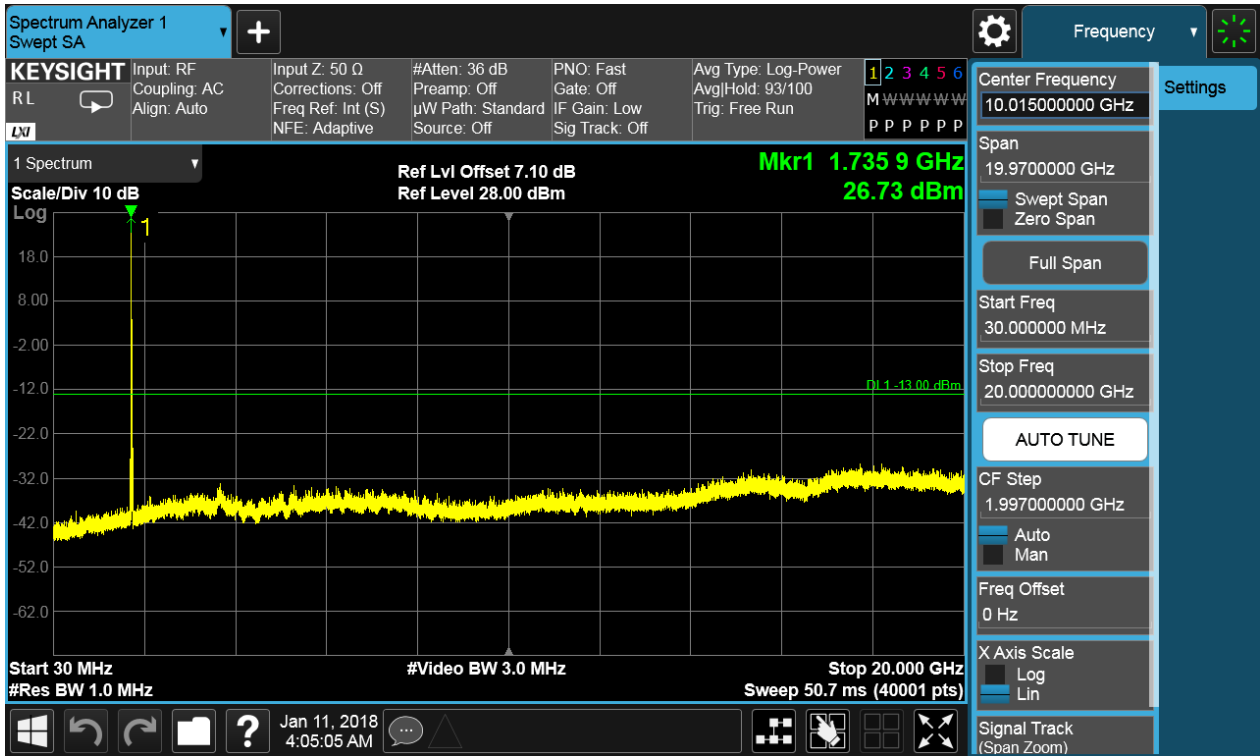 Spectrum Analyzer 1
Swept SA
+
Frequency
KEYSIGHT
R L
LXI
Input: RF
Coupling: AC
Align: Auto
Input Z: 50 Ω
Corrections: Off
Freq Ref: Int (S)
NFE: Adaptive
#Atten: 36 dB
Preamp: Off
µW Path: Standard
Source: Off
PNO: Fast
Gate: Off
IF Gain: Low
Sig Track: Off
Avg Type: Log-Power
Avg|Hold: 93/100
Trig: Free Run
1 2 3 4 5 6
M W W W W W
P P P P P P
1 Spectrum
Scale/Div 10 dB
Log
Ref Lvl Offset 7.10 dB
Ref Level 28.00 dBm
Mkr1 1.735 9 GHz
26.73 dBm
1
18.0
8.00
-2.00
-12.0
DL1 -13.00 dBm
-22.0
-32.0
-42.0
-52.0
-62.0
Start 30 MHz
#Res BW 1.0 MHz
#Video BW 3.0 MHz
Stop 20.000 GHz
Sweep 50.7 ms (40001 pts)
?
Jan 11, 2018
4:05:05 AM
Center Frequency
10.015000000 GHz
Span
19.9700000 GHz
Swept Span
Zero Span
Full Span
Start Freq
30.000000 MHz
Stop Freq
20.000000000 GHz
AUTO TUNE
CF Step
1.997000000 GHz
Auto
Man
Freq Offset
0 Hz
X Axis Scale
Log
Lin
Signal Track
(Span Zoom)
Settings